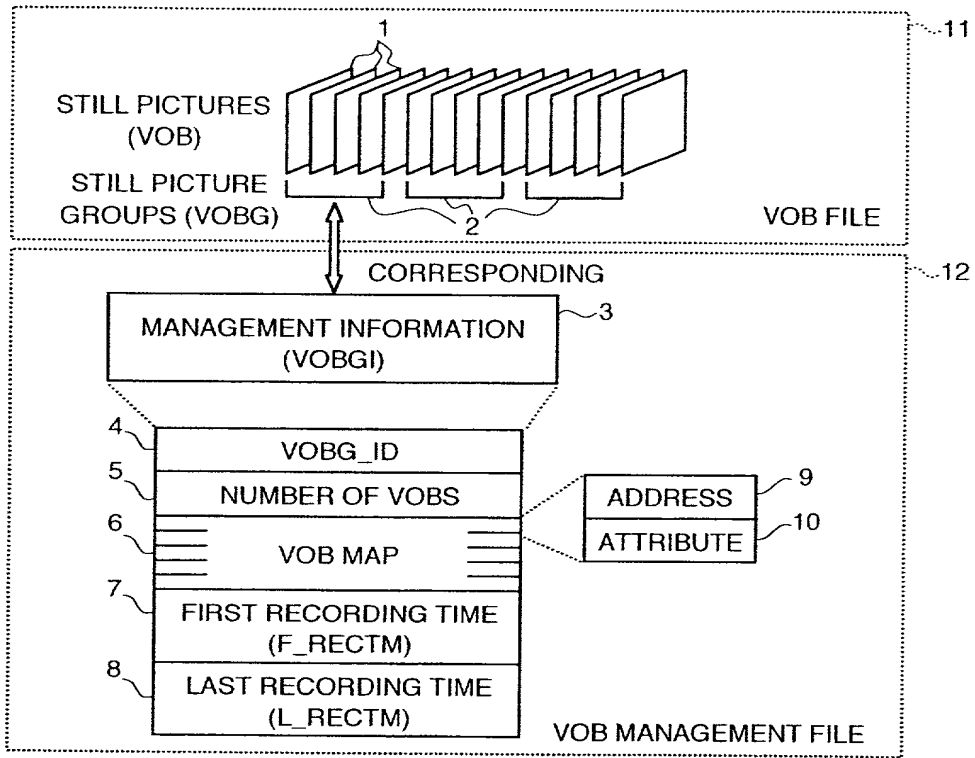 1
11
STILL PICTURES
(VOB)
STILL PICTURE
GROUPS (VOBG)
2
VOB FILE
12
CORRESPONDING
3
MANAGEMENT INFORMATION
(VOBGI)
4
VOBG_ID
5
NUMBER OF VOBS
9
ADDRESS
6
VOB MAP
10
ATTRIBUTE
7
FIRST RECORDING TIME
(F_RECTM)
8
LAST RECORDING TIME
(L_RECTM)
VOB MANAGEMENT FILE